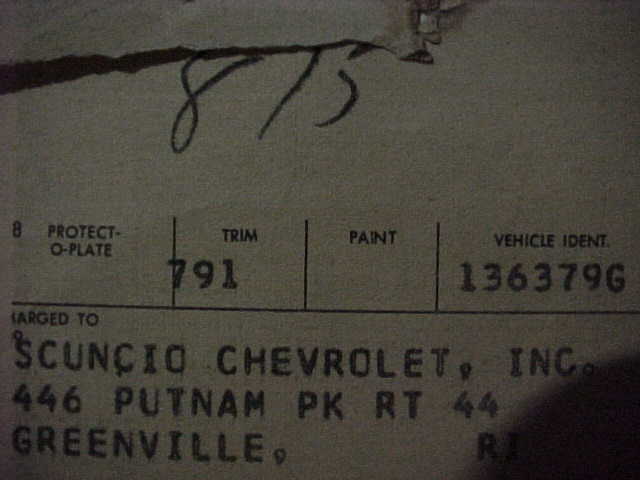 8 PROTECT-O-PLATE TRIM PAINT VEHICLE IDENT.
791 136379G
ARGED TO
SCUNCIO CHEVROLET, INC.
446 PUTNAM PK RT 44
GREENVILLE, RI